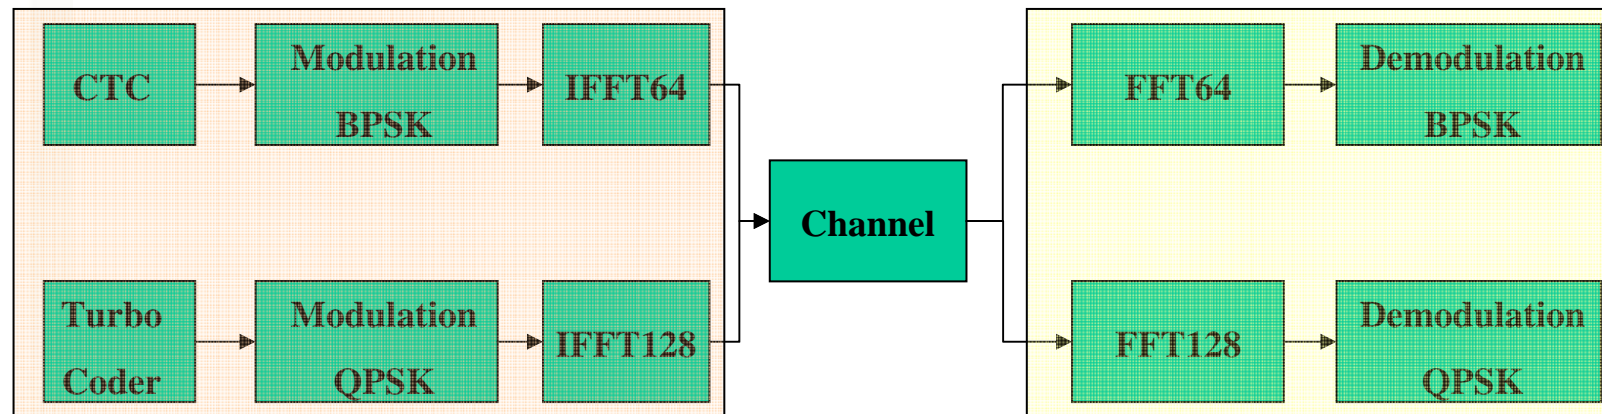 CTC
Modulation
BPSK
IFFT64
FFT64
Demodulation
BPSK
Channel
Turbo
Coder
Modulation
QPSK
IFFT128
FFT128
Demodulation
QPSK